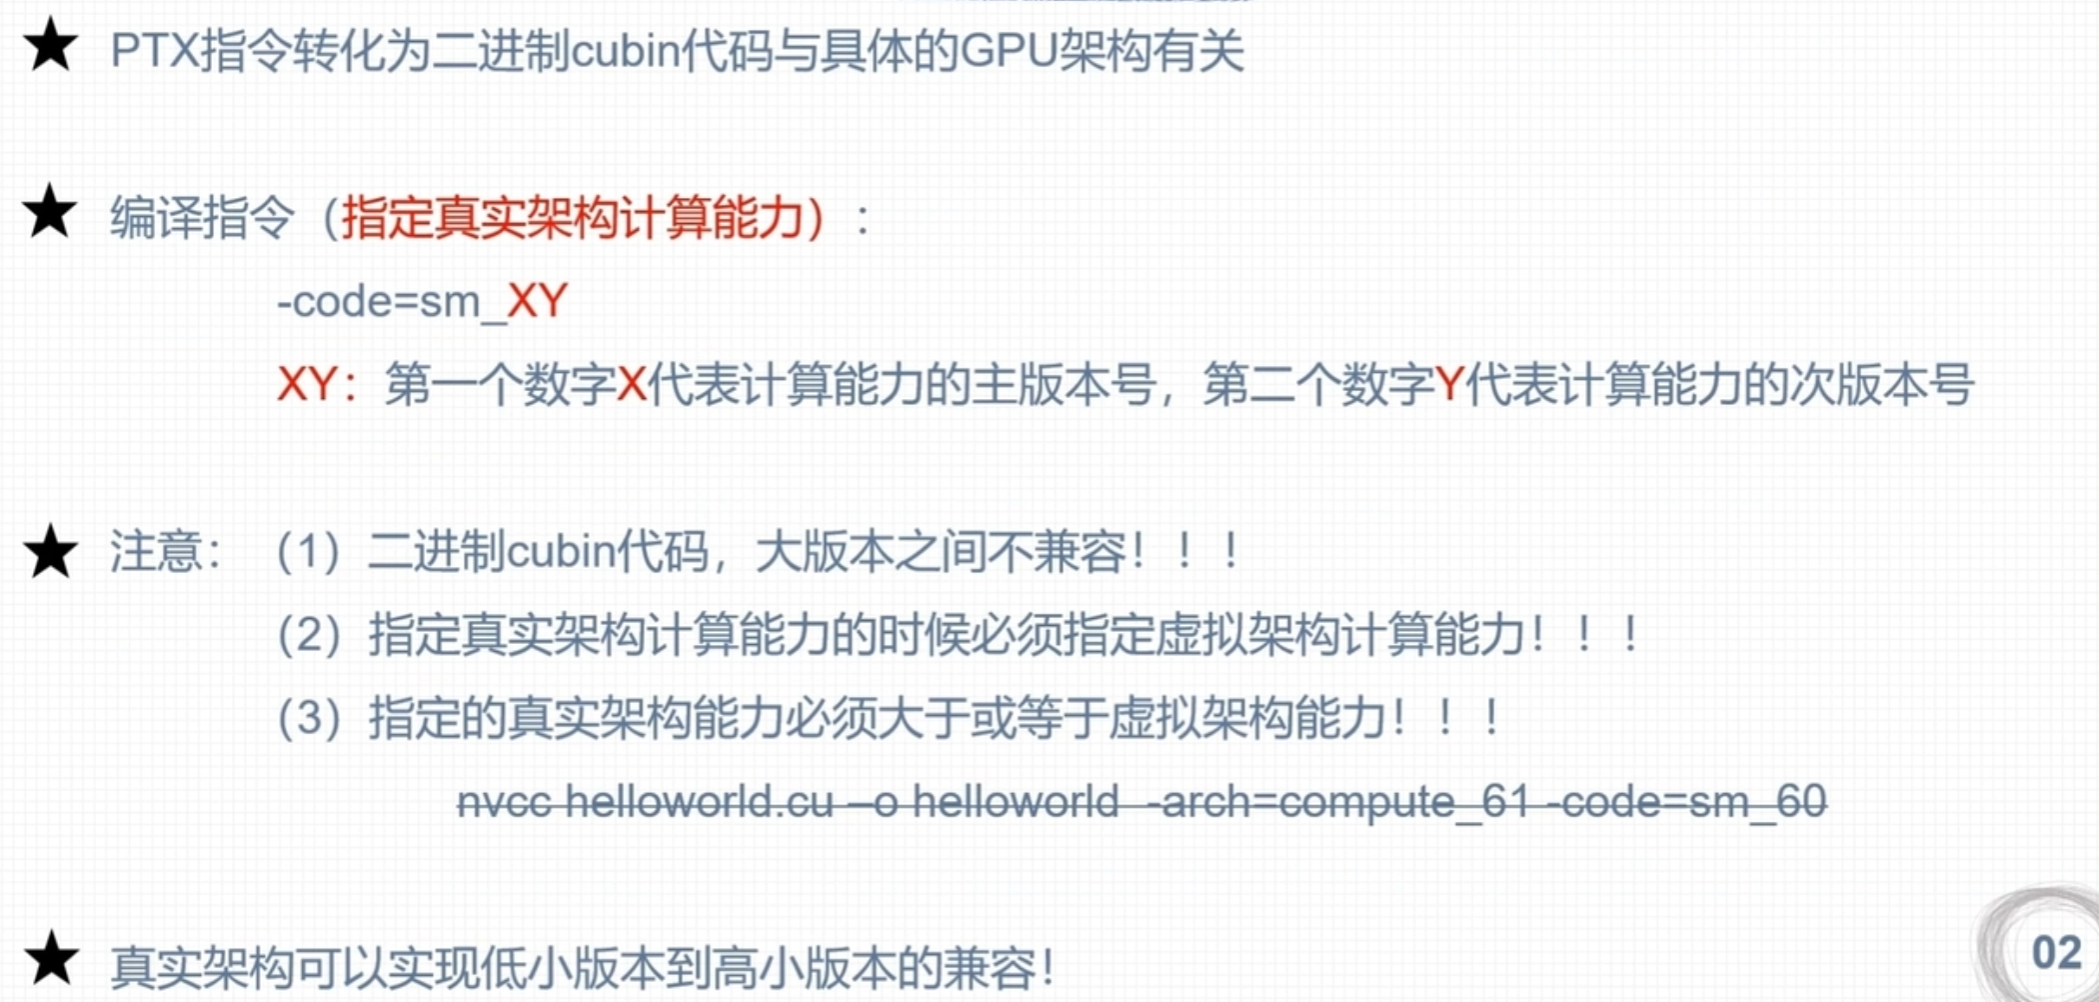 ★ PTX指令转化为二进制cubin代码与具体的GPU架构有关
★ 编译指令（指定真实架构计算能力）：
-code=sm_XY
XY：第一个数字X代表计算能力的主版本号，第二个数字Y代表计算能力的次版本号
★ 注意：（1）二进制cubin代码，大版本之间不兼容！！！
（2）指定真实架构计算能力的时候必须指定虚拟架构计算能力！！！
（3）指定的真实架构能力必须大于或等于虚拟架构能力！！！
nvcc helloworld.cu –o helloworld -arch=compute_61 -code=sm_60
★ 真实架构可以实现低小版本到高小版本的兼容！
02